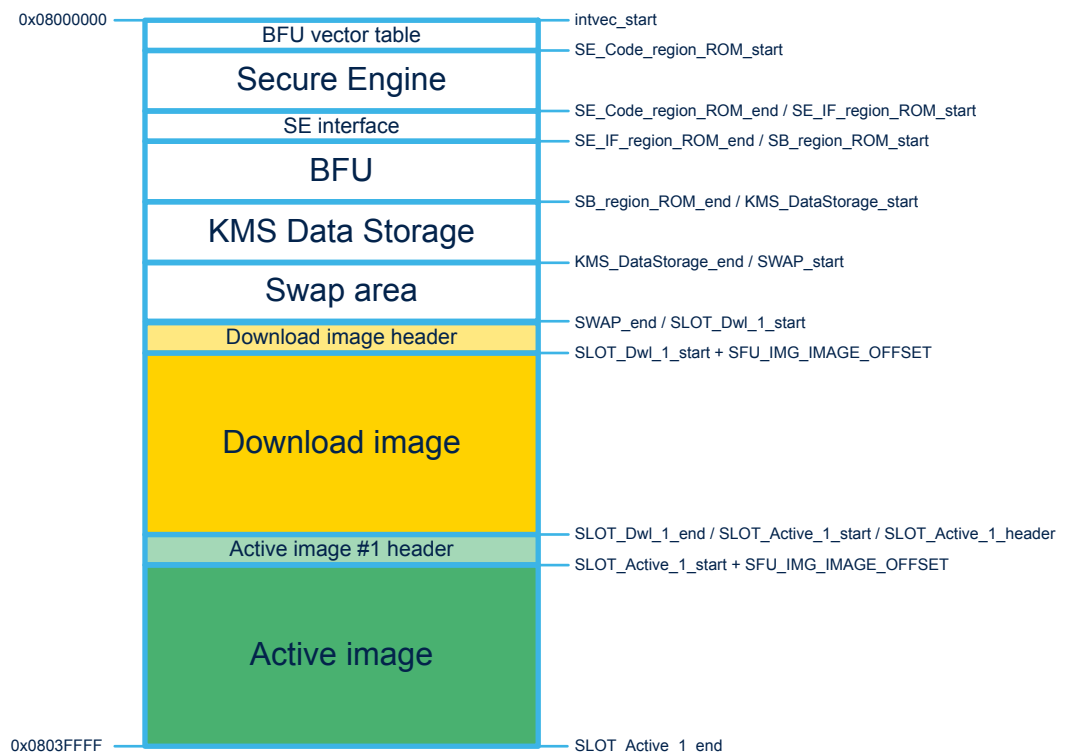 0x08000000
intvec_start
BFU vector table
SE_Code_region_ROM_start
Secure Engine
SE_Code_region_ROM_end / SE_IF_region_ROM_start
SE interface
SE_IF_region_ROM_end / SB_region_ROM_start
BFU
SB_region_ROM_end / KMS_DataStorage_start
KMS Data Storage
KMS_DataStorage_end / SWAP_start
Swap area
SWAP_end / SLOT_Dwl_1_start
Download image header
SLOT_Dwl_1_start + SFU_IMG_IMAGE_OFFSET
Download image
SLOT_Dwl_1_end / SLOT_Active_1_start / SLOT_Active_1_header
Active image #1 header
SLOT_Active_1_start + SFU_IMG_IMAGE_OFFSET
Active image
0x0803FFFF
SLOT_Active_1_end